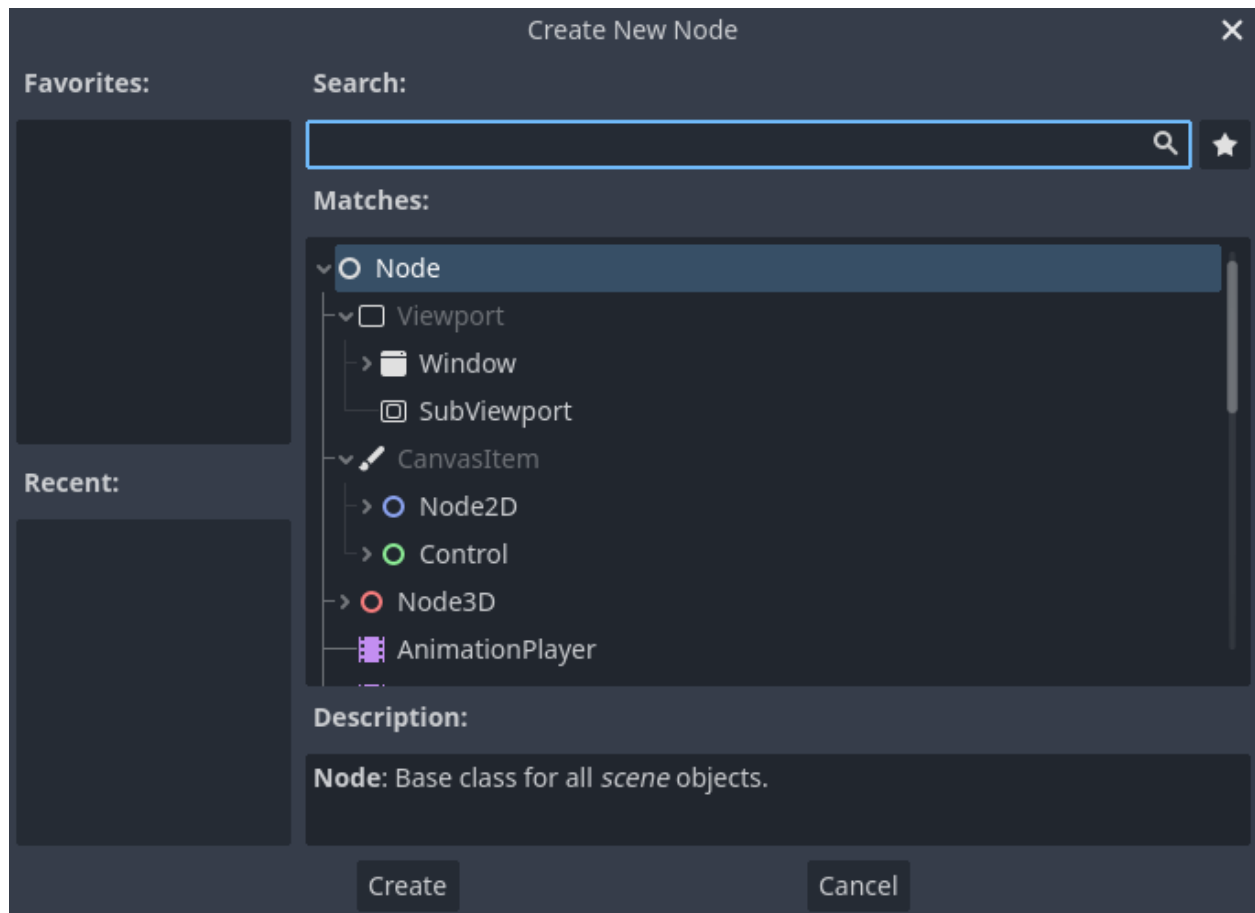 Create New Node
Favorites:
Search:
Matches:
Node
Viewport
Window
SubViewport
CanvasItem
Node2D
Control
Node3D
AnimationPlayer
Recent:
Description:
Node: Base class for all scene objects.
Create
Cancel